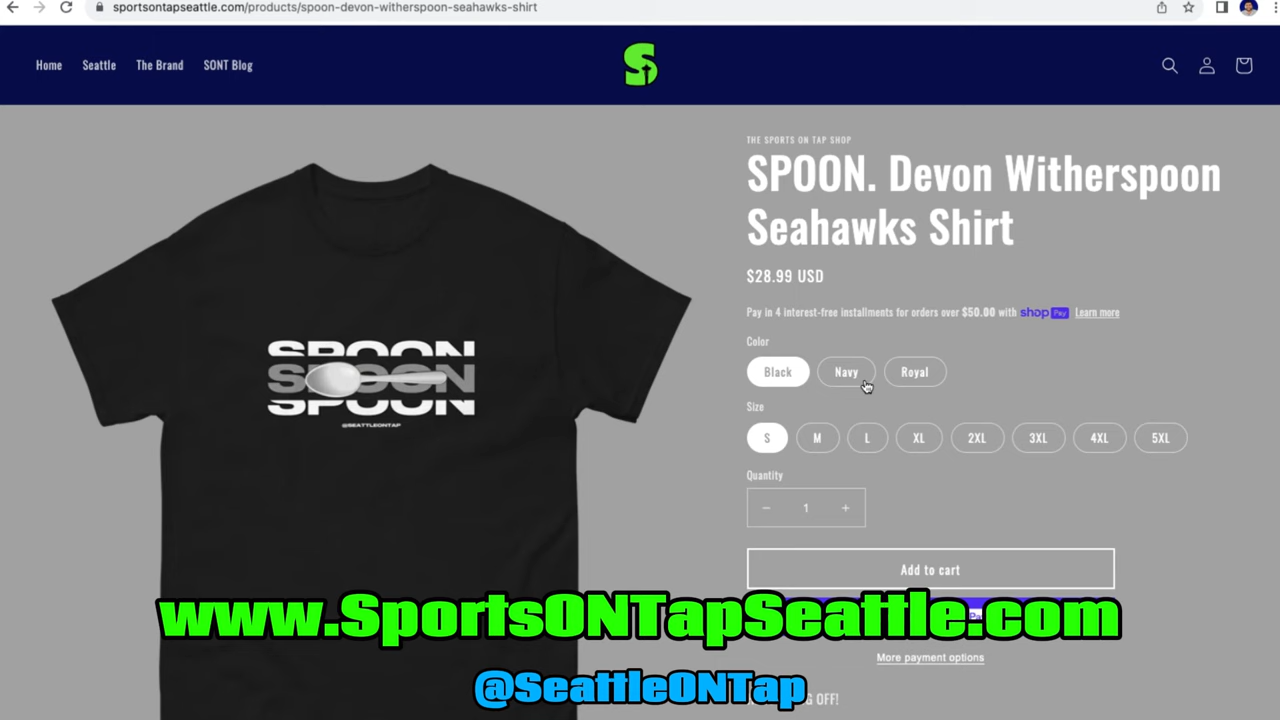 sportsontapseattle.com/products/spoon-devon-witherspoon-seahawks-shirt
Home Seattle The Brand SONT Blog
S
THE SPORTS ON TAP SHOP
SPOON. Devon Witherspoon
Seahawks Shirt
$28.99 USD
Pay in 4 interest-free installments for orders over $50.00 with shop Pay Learn more
Color
Black Navy Royal
SPOON
SPOON
SPOON
@SEATTLEONTAP
Size
S M L XL 2XL 3XL 4XL 5XL
Quantity
− 1 +
Add to cart
www.SportsONTapSeattle.com
More payment options
@SeattleONTap
OFF!